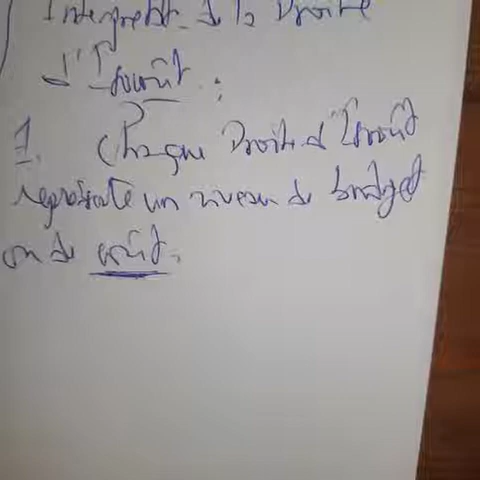 Interprétat. de la Droite
d'Isocoût :
1. Chaque Droite d'Isocoût
représente un niveau de budget
ou de coût.